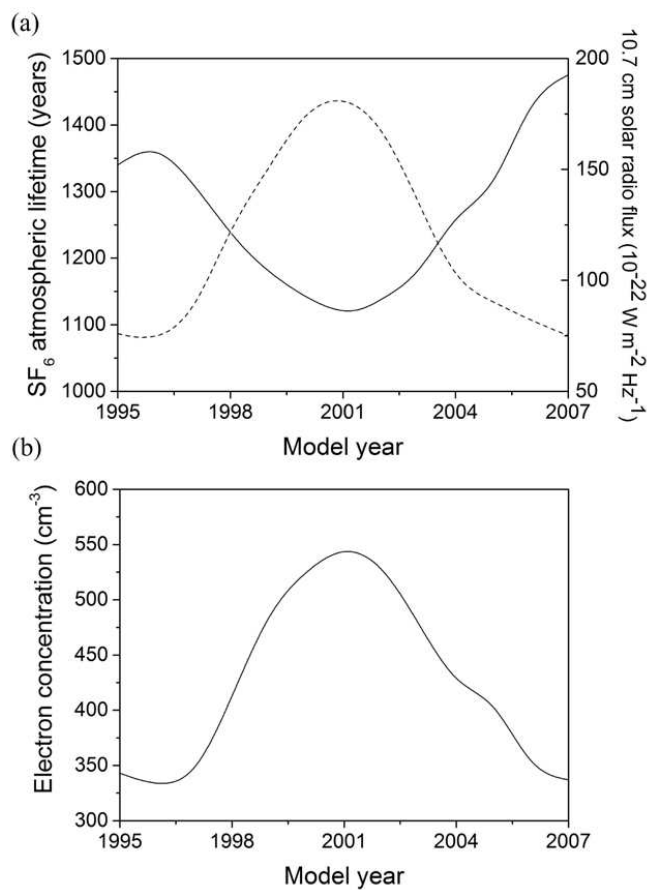 (a)
SF6 atmospheric lifetime (years)
1500
1400
1300
1200
1100
1000
200
150
100
50
10.7 cm solar radio flux (10-22 W m-2 Hz-1)
1995 1998 2001 2004 2007
Model year
(b)
Electron concentration (cm-3)
600
550
500
450
400
350
300
1995 1998 2001 2004 2007
Model year